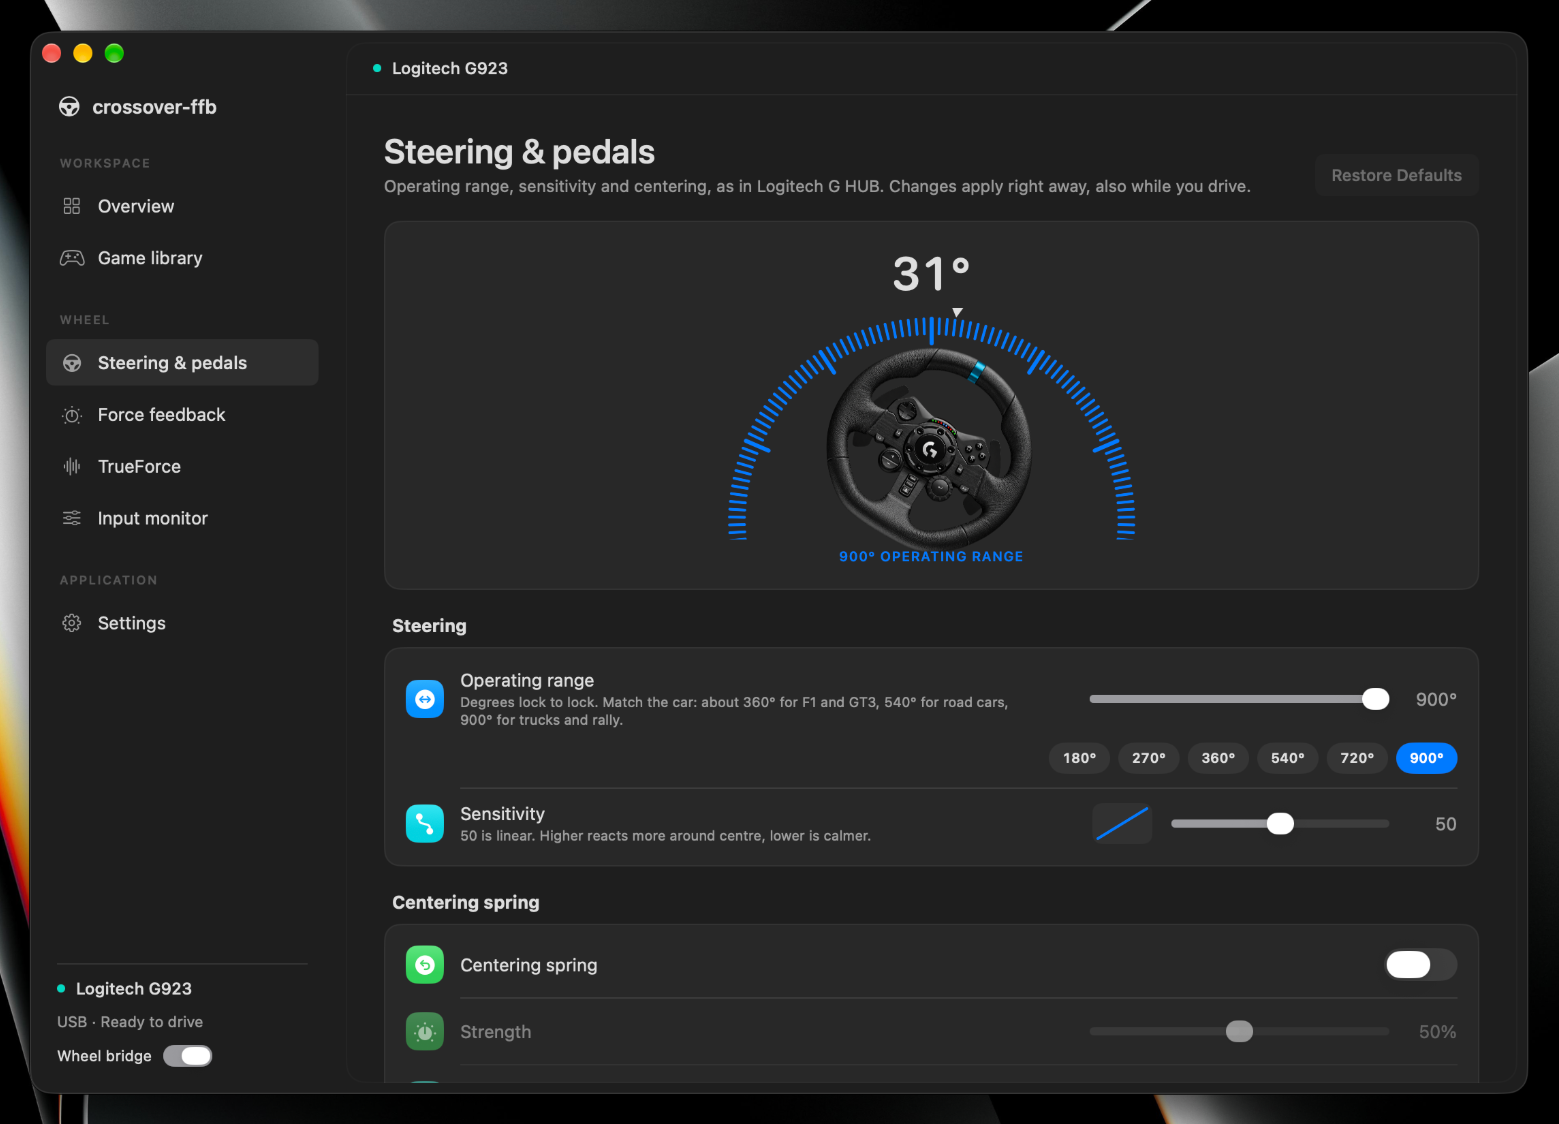 Logitech G923
crossover-ffb
WORKSPACE
Overview
Game library
WHEEL
Steering & pedals
Force feedback
TrueForce
Input monitor
APPLICATION
Settings
Logitech G923
USB · Ready to drive
Wheel bridge
Steering & pedals
Operating range, sensitivity and centering, as in Logitech G HUB. Changes apply right away, also while you drive.
Restore Defaults
31°
900° OPERATING RANGE
Steering
Operating range
Degrees lock to lock. Match the car: about 360° for F1 and GT3, 540° for road cars,
900° for trucks and rally.
900°
180° 270° 360° 540° 720° 900°
Sensitivity
50 is linear. Higher reacts more around centre, lower is calmer.
50
Centering spring
Centering spring
Strength
50%